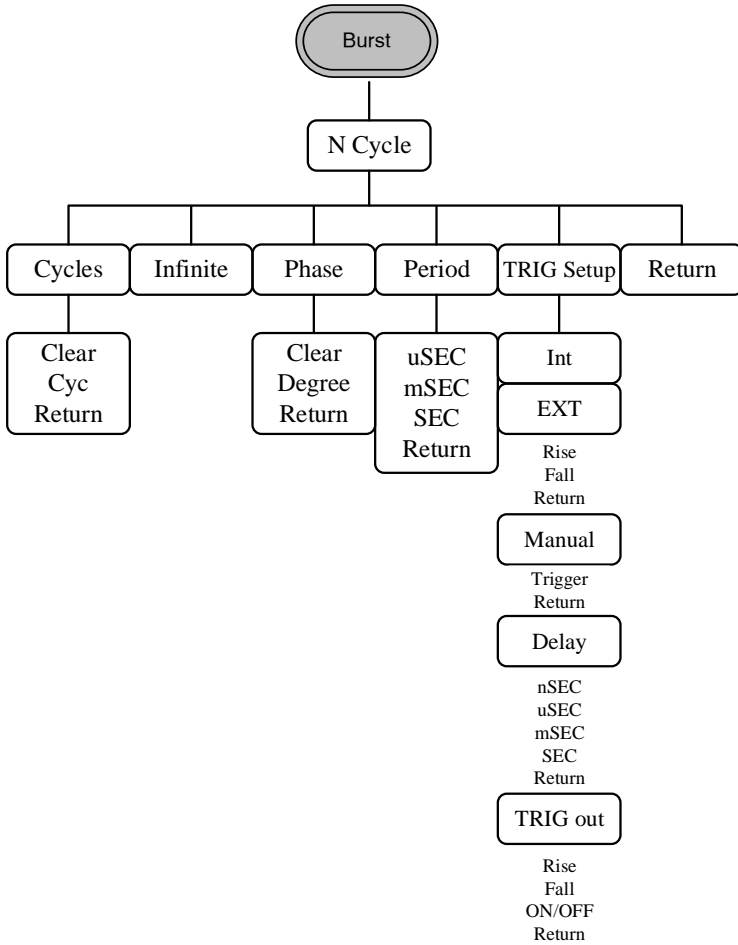 Burst
N Cycle
Cycles
Infinite
Phase
Period
TRIG Setup
Return
Clear
Cyc
Return
Clear
Degree
Return
uSEC
mSEC
SEC
Return
Int
EXT
Rise
Fall
Return
Manual
Trigger
Return
Delay
nSEC
uSEC
mSEC
SEC
Return
TRIG out
Rise
Fall
ON/OFF
Return